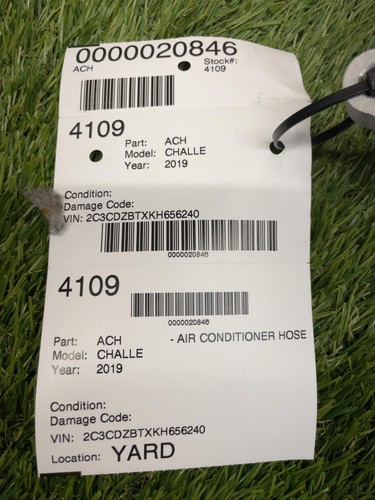 0000020846
ACH Stock#:
4109
4109
Part: ACH
Model: CHALLE
Year: 2019
Condition:
Damage Code:
VIN: 2C3CDZBTXKH656240
0000020846
4109
0000020846
Part: ACH - AIR CONDITIONER HOSE
Model: CHALLE
Year: 2019
Condition:
Damage Code:
VIN: 2C3CDZBTXKH656240
Location: YARD